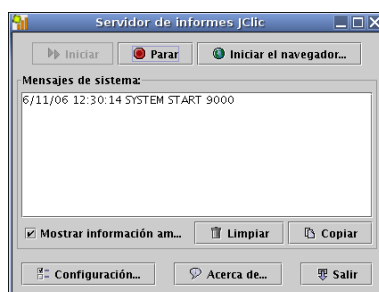 Servidor de informes JClic
Iniciar
Parar
Iniciar el navegador...
Mensajes de sistema:
6/11/06 12:30:14 SYSTEM START 9000
Mostrar información am...
Limpiar
Copiar
Configuración...
Acerca de...
Salir